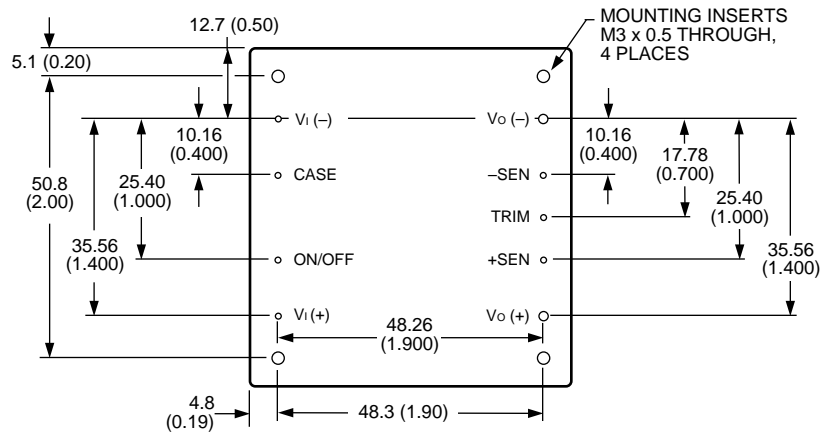 12.7 (0.50)
5.1 (0.20)
MOUNTING INSERTS
M3 x 0.5 THROUGH,
4 PLACES
VI (–)
VO (–)
10.16
(0.400)
10.16
(0.400)
17.78
(0.700)
CASE
–SEN
50.8
(2.00)
25.40
(1.000)
25.40
(1.000)
TRIM
35.56
(1.400)
35.56
(1.400)
ON/OFF
+SEN
VI (+)
VO (+)
48.26
(1.900)
4.8
(0.19)
48.3 (1.90)